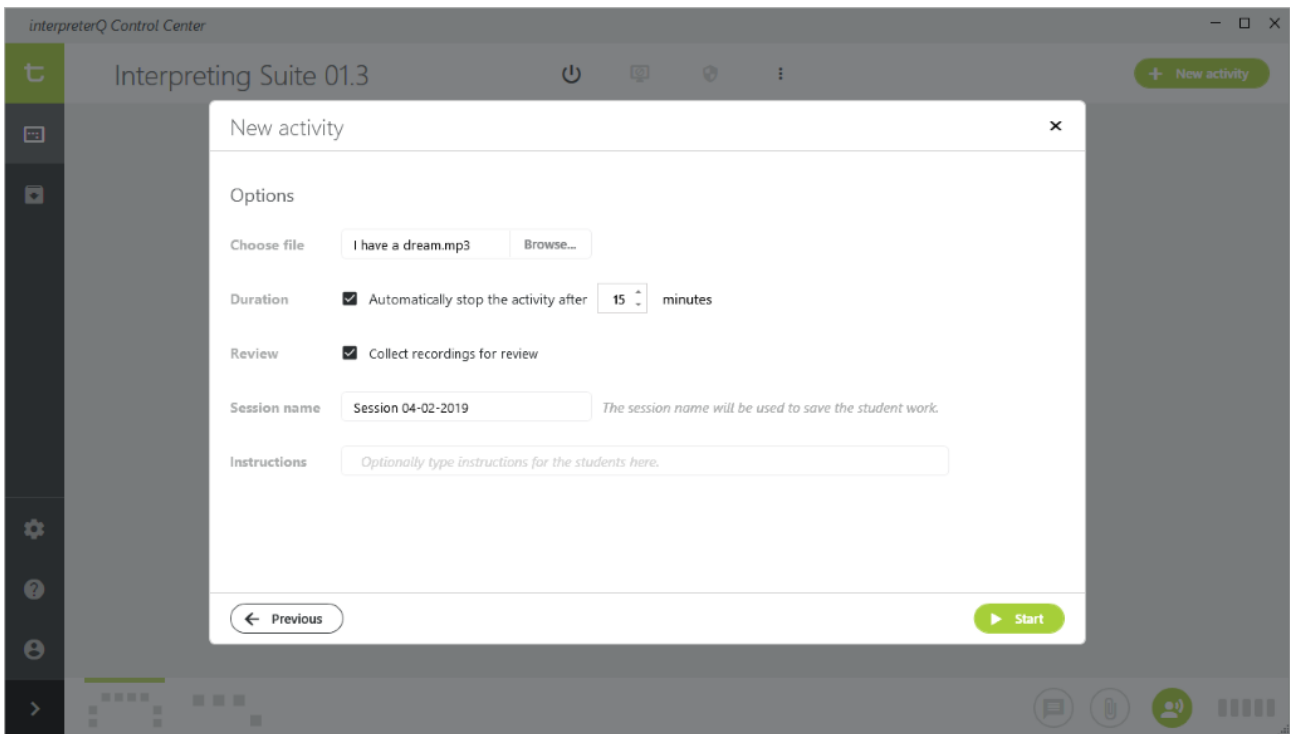 interpreterQ Control Center
Interpreting Suite 01.3
New activity
New activity
Options
Choose file I have a dream.mp3 Browse...
Duration Automatically stop the activity after 15 minutes
Review Collect recordings for review
Session name Session 04-02-2019 The session name will be used to save the student work.
Instructions Optionally type instructions for the students here.
Previous Start